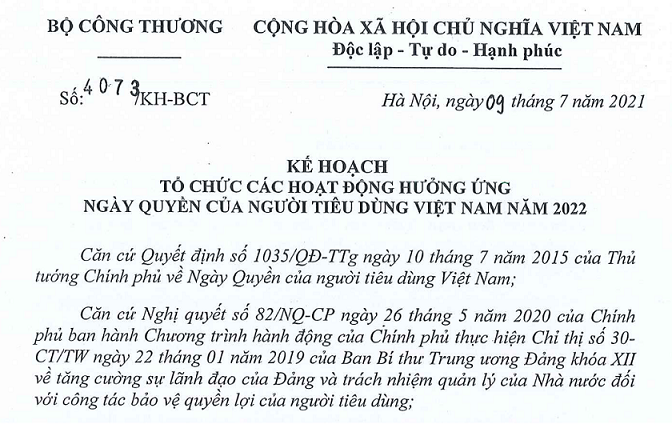 BỘ CÔNG THƯƠNG
CỘNG HÒA XÃ HỘI CHỦ NGHĨA VIỆT NAM
Độc lập - Tự do - Hạnh phúc
Số: 4073/KH-BCT
Hà Nội, ngày 09 tháng 7 năm 2021
KẾ HOẠCH
TỔ CHỨC CÁC HOẠT ĐỘNG HƯỞNG ỨNG
NGÀY QUYỀN CỦA NGƯỜI TIÊU DÙNG VIỆT NAM NĂM 2022
Căn cứ Quyết định số 1035/QĐ-TTg ngày 10 tháng 7 năm 2015 của Thủ
tướng Chính phủ về Ngày Quyền của người tiêu dùng Việt Nam;
Căn cứ Nghị quyết số 82/NQ-CP ngày 26 tháng 5 năm 2020 của Chính
phủ ban hành Chương trình hành động của Chính phủ thực hiện Chỉ thị số 30-
CT/TW ngày 22 tháng 01 năm 2019 của Ban Bí thư Trung ương Đảng khóa XII
về tăng cường sự lãnh đạo của Đảng và trách nhiệm quản lý của Nhà nước đối
với công tác bảo vệ quyền lợi của người tiêu dùng;